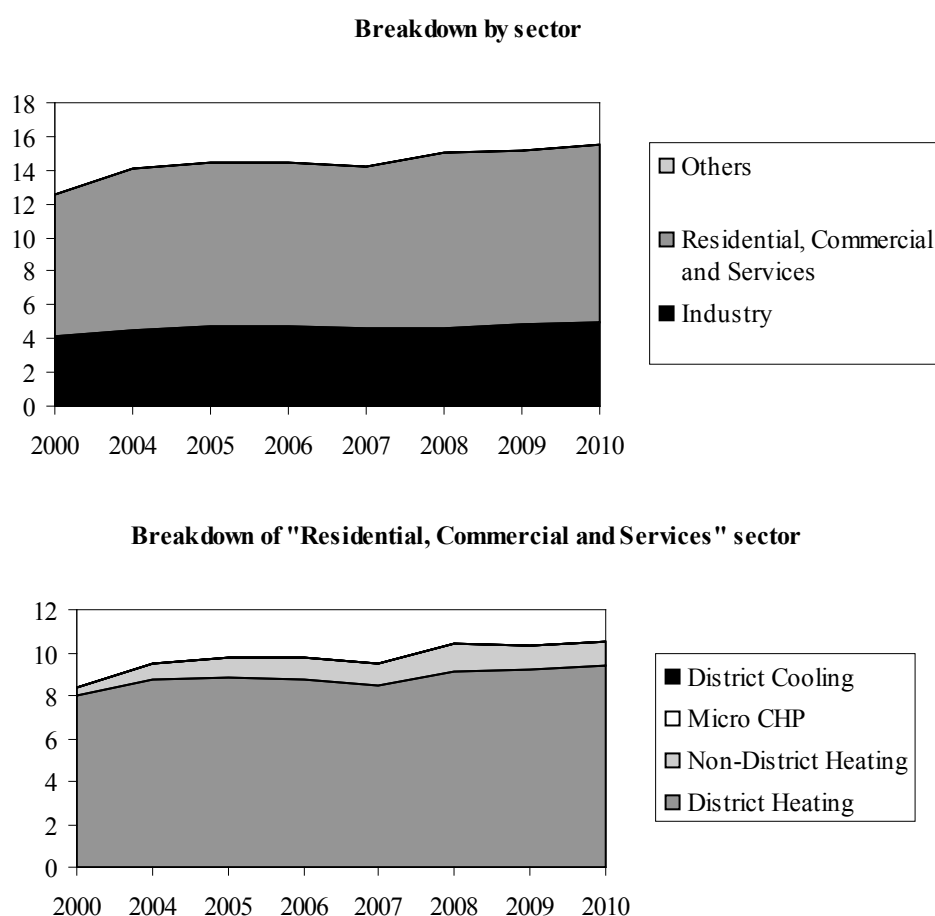 Breakdown by sector
18
16
14
12
10
8
6
4
2
0
2000 2004 2005 2006 2007 2008 2009 2010
Others
Residential, Commercial
and Services
Industry
Breakdown of "Residential, Commercial and Services" sector
12
10
8
6
4
2
0
2000 2004 2005 2006 2007 2008 2009 2010
District Cooling
Micro CHP
Non-District Heating
District Heating